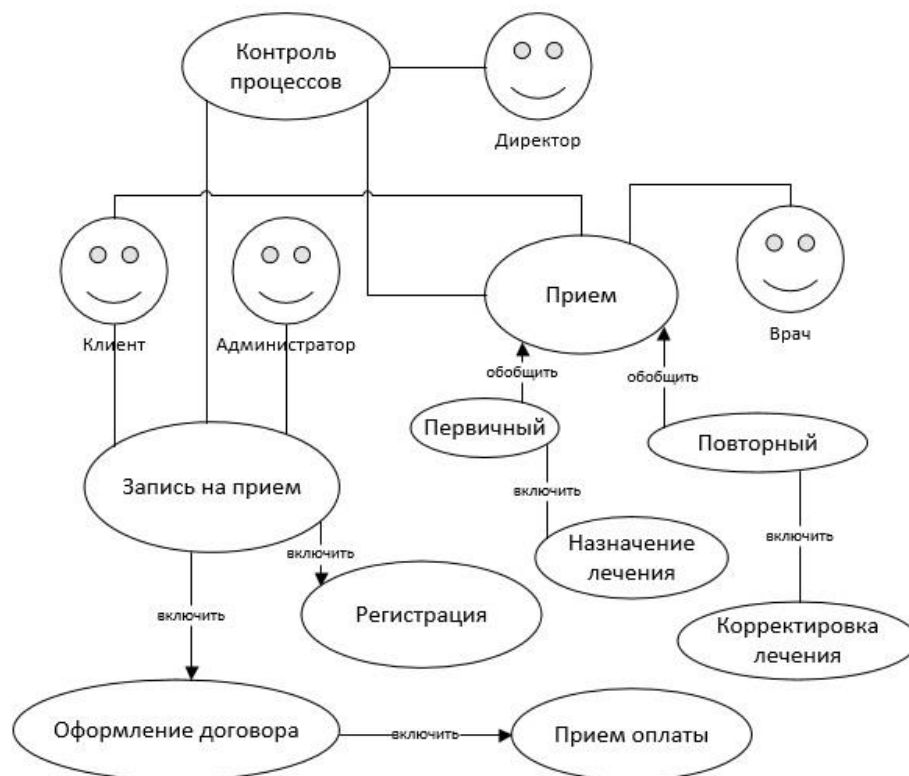 Контроль
процессов
Директор
Клиент
Администратор
Прием
Врач
обобщить
обобщить
Первичный
Повторный
Запись на прием
включить
включить
включить
включить
Назначение
лечения
Регистрация
Корректировка
лечения
Оформление договора
включить
Прием оплаты